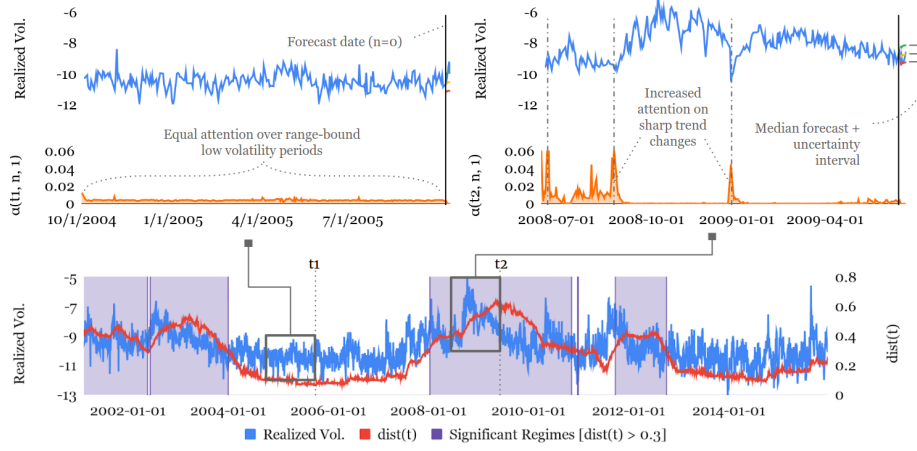 Realized Vol.
-6
-8
-10
-12
Forecast date (n=0)
Equal attention over range-bound
low volatility periods
α(t1, n, 1)
0.06
0.04
0.02
0
10/1/2004 1/1/2005 4/1/2005 7/1/2005
Realized Vol.
-6
-8
-10
-12
Increased
attention on
sharp trend
changes
Median forecast +
uncertainty
interval
α(t2, n, 1)
0.06
0.04
0.02
0
2008-07-01 2008-10-01 2009-01-01 2009-04-01
t1 t2
Realized Vol.
-5
-7
-9
-11
-13
0.8
0.6
0.4
0.2
0
dist(t)
2002-01-01 2004-01-01 2006-01-01 2008-01-01 2010-01-01 2012-01-01 2014-01-01
Realized Vol. dist(t) Significant Regimes [dist(t) > 0.3]